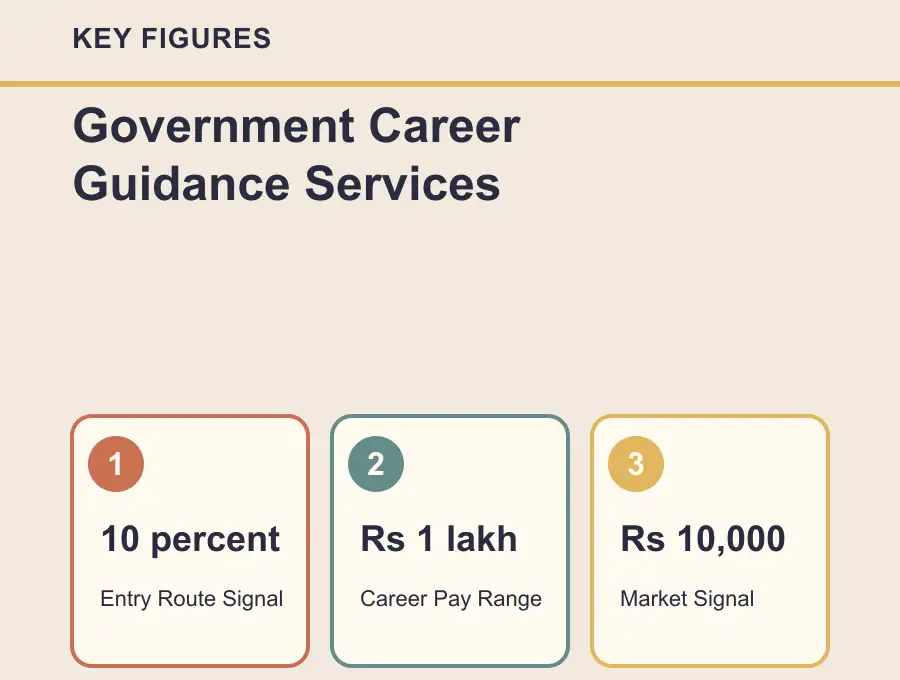 KEY FIGURES
Government Career
Guidance Services
1
10 percent
Entry Route Signal
2
Rs 1 lakh
Career Pay Range
3
Rs 10,000
Market Signal